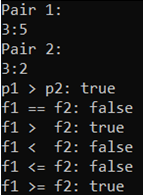 Pair 1:
3:5
Pair 2:
3:2
p1 > p2: true
f1 == f2: false
f1 >  f2: true
f1 <  f2: false
f1 <= f2: false
f1 >= f2: true